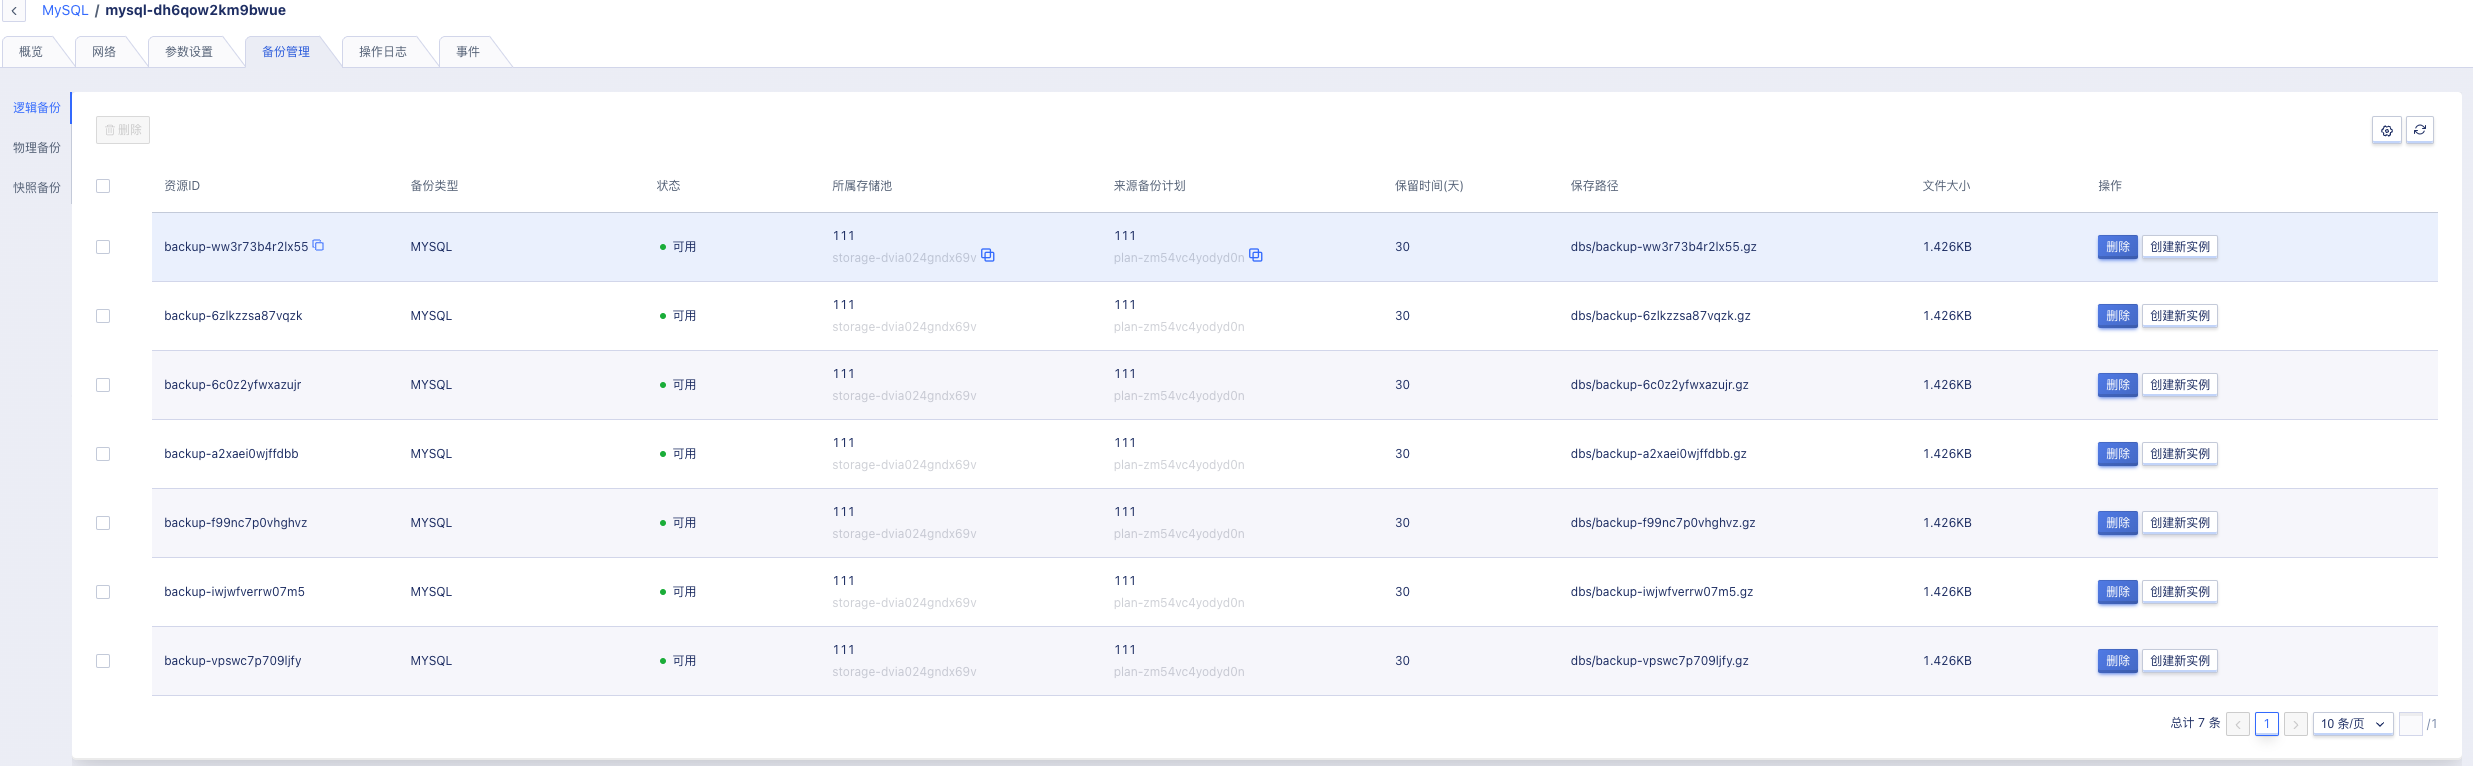 MySQL / mysql-dh6qow2km9bwue
概览 网络 参数设置 备份管理 操作日志 事件
逻辑备份
物理备份
快照备份
删除
资源ID 备份类型 状态 所属存储池 来源备份计划 保留时间(天) 保存路径 文件大小 操作
backup-ww3r73b4r2lx55 MYSQL 可用 111 111 30 dbs/backup-ww3r73b4r2lx55.gz 1.426KB 删除 创建新实例
storage-dvia024gndx69v plan-zm54vc4yodyd0n
backup-6zlkzzsa87vqzk MYSQL 可用 111 111 30 dbs/backup-6zlkzzsa87vqzk.gz 1.426KB 删除 创建新实例
storage-dvia024gndx69v plan-zm54vc4yodyd0n
backup-6c0z2yfwxazujr MYSQL 可用 111 111 30 dbs/backup-6c0z2yfwxazujr.gz 1.426KB 删除 创建新实例
storage-dvia024gndx69v plan-zm54vc4yodyd0n
backup-a2xaei0wjffdbb MYSQL 可用 111 111 30 dbs/backup-a2xaei0wjffdbb.gz 1.426KB 删除 创建新实例
storage-dvia024gndx69v plan-zm54vc4yodyd0n
backup-f99nc7p0vhghvz MYSQL 可用 111 111 30 dbs/backup-f99nc7p0vhghvz.gz 1.426KB 删除 创建新实例
storage-dvia024gndx69v plan-zm54vc4yodyd0n
backup-iwjwfverrw07m5 MYSQL 可用 111 111 30 dbs/backup-iwjwfverrw07m5.gz 1.426KB 删除 创建新实例
storage-dvia024gndx69v plan-zm54vc4yodyd0n
backup-vpswc7p709ljfy MYSQL 可用 111 111 30 dbs/backup-vpswc7p709ljfy.gz 1.426KB 删除 创建新实例
storage-dvia024gndx69v plan-zm54vc4yodyd0n
总计 7 条 1 10 条/页 /1